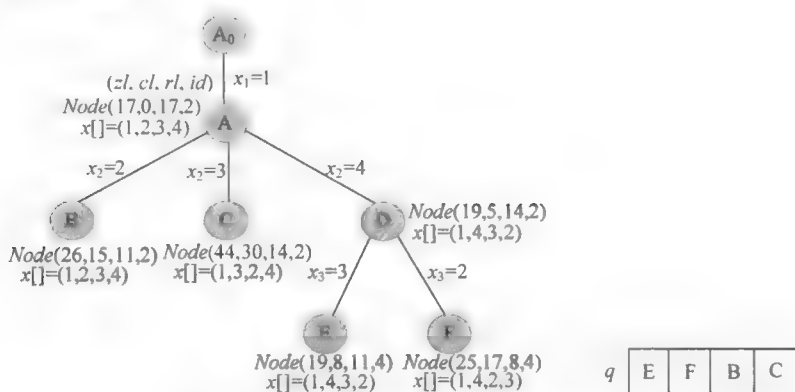 A₀
(zl, cl, rl, id) x₁=1
Node(17,0,17,2)
x[]=(1,2,3,4)
A
x₂=2 x₂=3 x₂=4
B C D Node(19,5,14,2)
x[]=(1,4,3,2)
Node(26,15,11,2) Node(44,30,14,2)
x[]=(1,2,3,4) x[]=(1,3,2,4)
x₃=3 x₃=2
E F
Node(19,8,11,4) Node(25,17,8,4)
x[]=(1,4,3,2) x[]=(1,4,2,3)
q E F B C